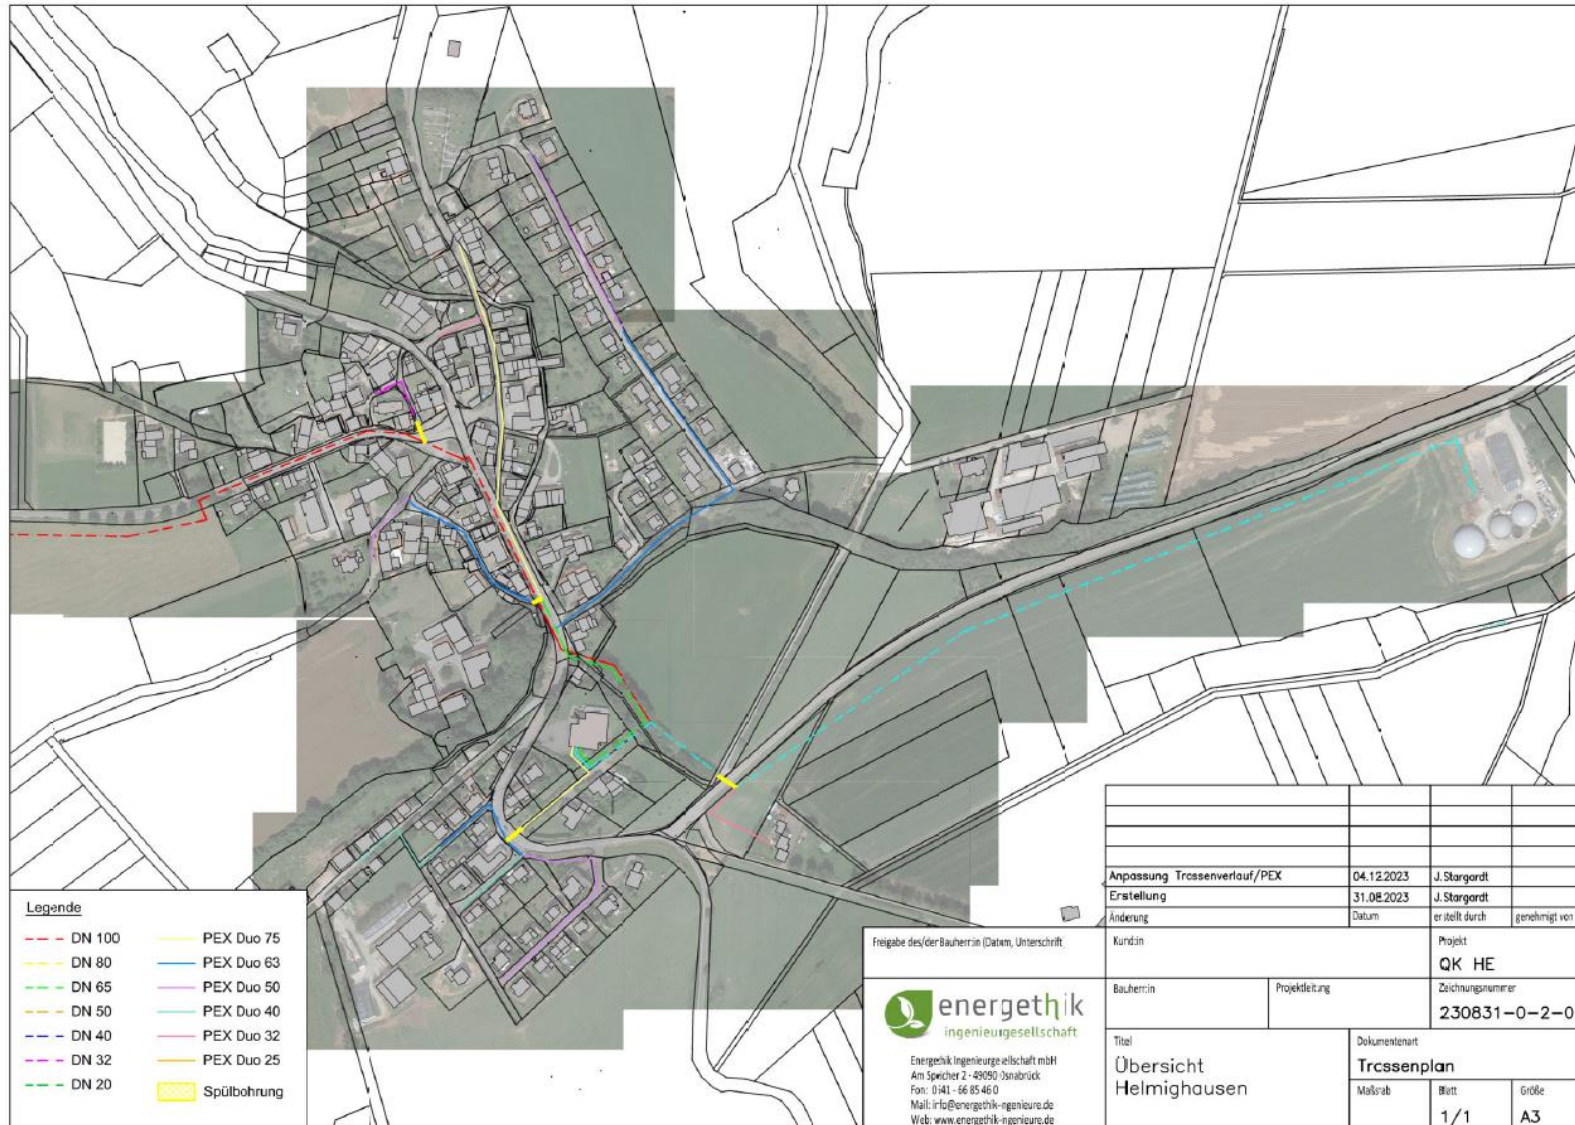 Legende
DN 100
DN 80
DN 65
DN 50
DN 40
DN 32
DN 20
PEX Duo 75
PEX Duo 63
PEX Duo 50
PEX Duo 40
PEX Duo 32
PEX Duo 25
Spülbohrung
Anpassung Trassenverlauf/PEX 04.12.2023 J.Stargardt
Erstellung 31.08.2023 J.Stargardt
Änderung Datum erstellt durch genehmigt von
Freigabe des/der Bauherr:in (Datum, Unterschrift
Kund:in
Projekt
QK HE
Bauherr:in
Projektleitung
Zeichnungsnummer
230831-0-2-0
energethik
ingenieurgesellschaft
Energethik Ingenieurgesellschaft mbH
Am Speicher 2 - 49090 Osnabrück
Fon: 0541 - 66 85 46 0
Mail: info@energethik-ingenieure.de
Web: www.energethik-ingenieure.de
Titel
Übersicht
Helmighausen
Dokumentenart
Trassenplan
Maßstab
Blatt
1/1
Größe
A3